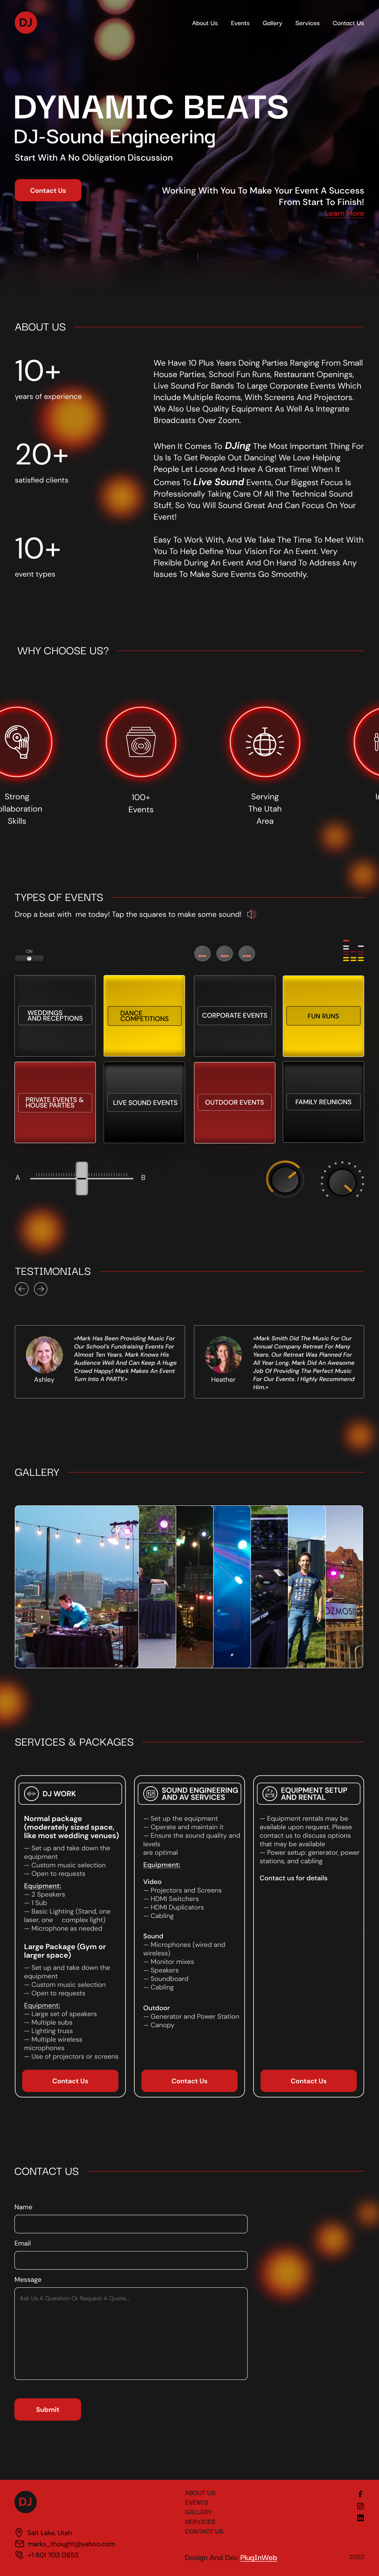 DJ
About Us
Events
Gallery
Services
Contact Us
DYNAMIC BEATS
DJ-Sound Engineering
Start With A No Obligation Discussion
Contact Us
Working With You To Make Your Event A Success
From Start To Finish!
Learn More
ABOUT US
10+
years of experience
We Have 10 Plus Years Doing Parties Ranging From Small
House Parties, School Fun Runs, Restaurant Openings,
Live Sound For Bands To Large Corporate Events Which
Include Multiple Rooms, With Screens And Projectors.
We Also Use Quality Equipment As Well As Integrate
Broadcasts Over Zoom.
20+
satisfied clients
When It Comes To DJing The Most Important Thing For
Us Is To Get People Out Dancing! We Love Helping
People Let Loose And Have A Great Time! When It
Comes To Live Sound Events, Our Biggest Focus Is
Professionally Taking Care Of All The Technical Sound
Stuff, So You Will Sound Great And Can Focus On Your
Event!
10+
event types
Easy To Work With, And We Take The Time To Meet With
You To Help Define Your Vision For An Event. Very
Flexible During An Event And On Hand To Address Any
Issues To Make Sure Events Go Smoothly.
WHY CHOOSE US?
Strong
ollaboration
Skills
100+
Events
Serving
The Utah
Area
I
TYPES OF EVENTS
Drop a beat with me today! Tap the squares to make some sound!
ON
WEDDINGS
AND RECEPTIONS
DANCE
COMPETITIONS
CORPORATE EVENTS
FUN RUNS
PRIVATE EVENTS &
HOUSE PARTIES
LIVE SOUND EVENTS
OUTDOOR EVENTS
FAMILY REUNIONS
A
B
TESTIMONIALS
Ashley
«Mark Has Been Providing Music For
Our School's Fundraising Events For
Almost Ten Years. Mark Knows His
Audience Well And Can Keep A Huge
Crowd Happy! Mark Makes An Event
Turn Into A PARTY.»
Heather
«Mark Smith Did The Music For Our
Annual Company Retreat For Many
Years. Our Retreat Was Planned For
All Year Long. Mark Did An Awesome
Job Of Providing The Perfect Music
For Our Events. I Highly Recommend
Him.»
GALLERY
OZMOSIS
SERVICES & PACKAGES
DJ WORK
Normal package
(moderately sized space,
like most wedding venues)
— Set up and take down the
equipment
— Custom music selection
— Open to requests
Equipment:
— 2 Speakers
— 1 Sub
— Basic Lighting (Stand, one
laser, one complex light)
— Microphone as needed
Large Package (Gym or
larger space)
— Set up and take down the
equipment
— Custom music selection
— Open to requests
Equipment:
— Large set of speakers
— Multiple subs
— Lighting truss
— Multiple wireless
microphones
— Use of projectors or screens
Contact Us
SOUND ENGINEERING
AND AV SERVICES
— Set up the equipment
— Operate and maintain it
— Ensure the sound quality and
levels
are optimal
Equipment:
Video
— Projectors and Screens
— HDMI Switchers
— HDMI Duplicators
— Cabling
Sound
— Microphones (wired and
wireless)
— Monitor mixes
— Speakers
— Soundboard
— Cabling
Outdoor
— Generator and Power Station
— Canopy
Contact Us
EQUIPMENT SETUP
AND RENTAL
— Equipment rentals may be
available upon request. Please
contact us to discuss options
that may be available
— Power setup: generator, power
stations, and cabling
Contact us for details
Contact Us
CONTACT US
Name
Email
Message
Ask Us A Question Or Request A Quote...
Submit
DJ
Salt Lake, Utah
marks_thought@yahoo.com
+1 801 703 0853
ABOUT US
EVENTS
GALLERY
SERVICES
CONTACT US
Design And Dev PlugInWeb
2023